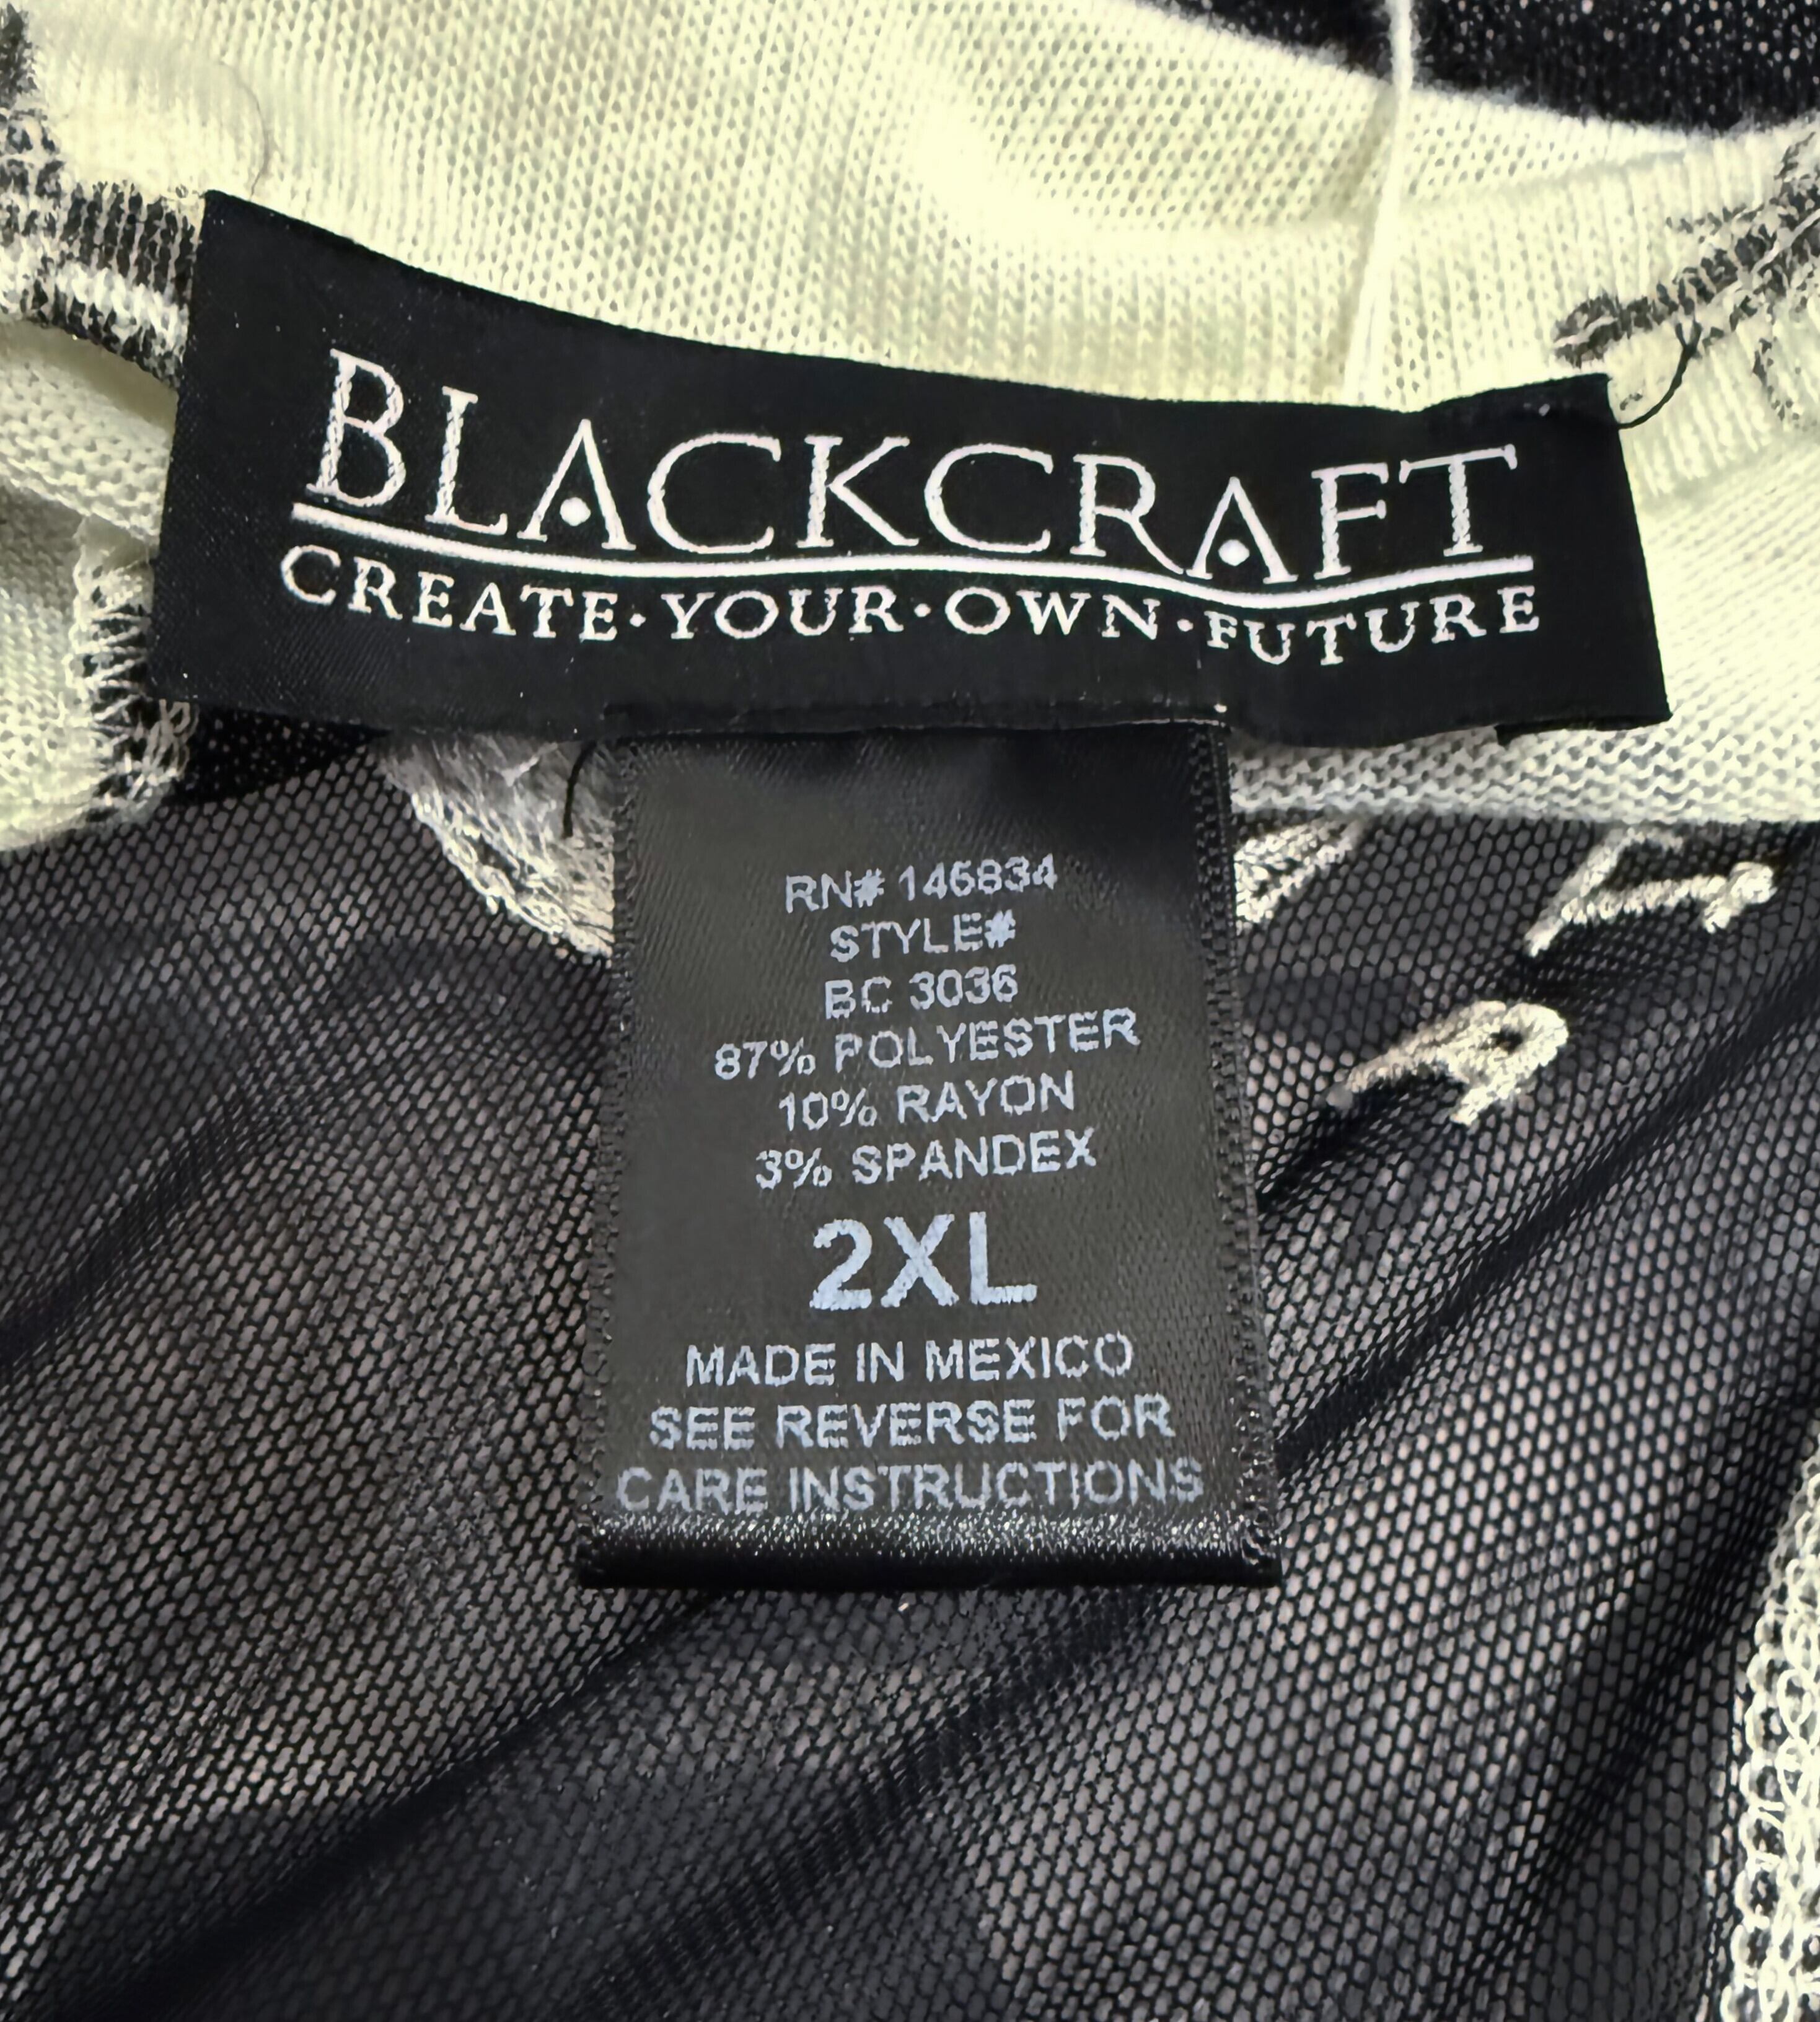 BLACKCRAFT
CREATE·YOUR·OWN·FUTURE
RN# 146834
STYLE#
BC 3036
87% POLYESTER
10% RAYON
3% SPANDEX
2XL
MADE IN MEXICO
SEE REVERSE FOR
CARE INSTRUCTIONS